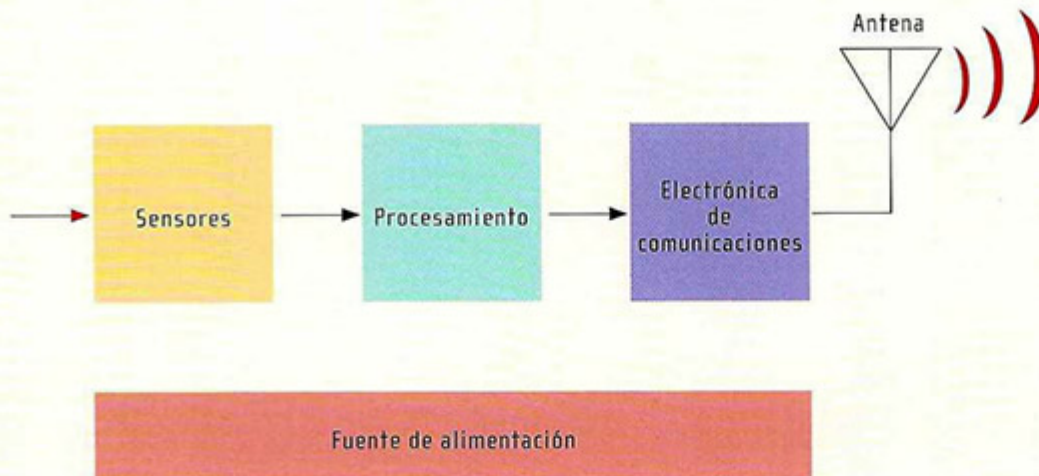 Antena
Sensores
Procesamiento
Electrónica
de
comunicaciones
Fuente de alimentación